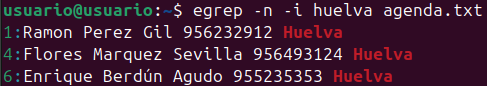 usuario@usuario:~$ egrep -n -i huelva agenda.txt
1:Ramon Perez Gil 956232912 Huelva
4:Flores Marquez Sevilla 956493124 Huelva
6:Enrique Berdún Agudo 955235353 Huelva